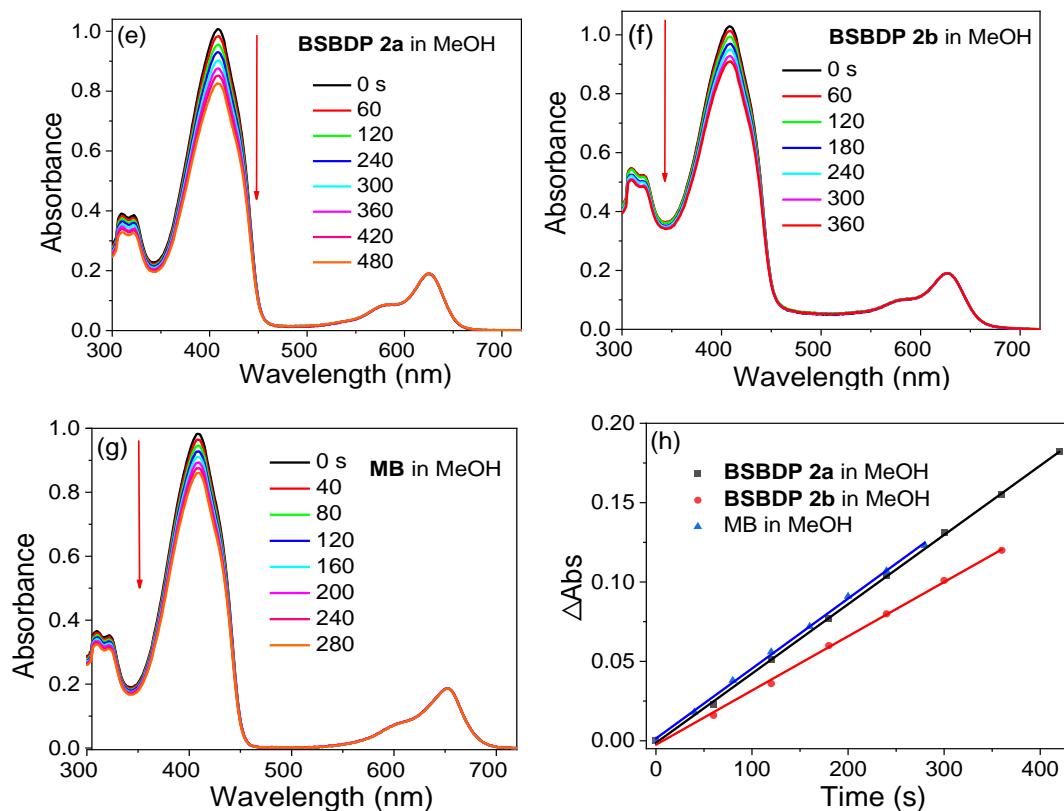 (e)
BSBDP 2a in MeOH
0 s
60
120
240
300
360
420
480
1.0
0.8
0.6
0.4
0.2
0.0
Absorbance
300 400 500 600 700
Wavelength (nm)
(f)
BSBDP 2b in MeOH
0 s
60
120
180
240
300
360
1.0
0.8
0.6
0.4
0.2
0.0
Absorbance
300 400 500 600 700
Wavelength (nm)
(g)
MB in MeOH
0 s
40
80
120
160
200
240
280
1.0
0.8
0.6
0.4
0.2
0.0
Absorbance
300 400 500 600 700
Wavelength (nm)
(h)
BSBDP 2a in MeOH
BSBDP 2b in MeOH
MB in MeOH
0.20
0.15
0.10
0.05
0.00
△Abs
0 100 200 300 400
Time (s)